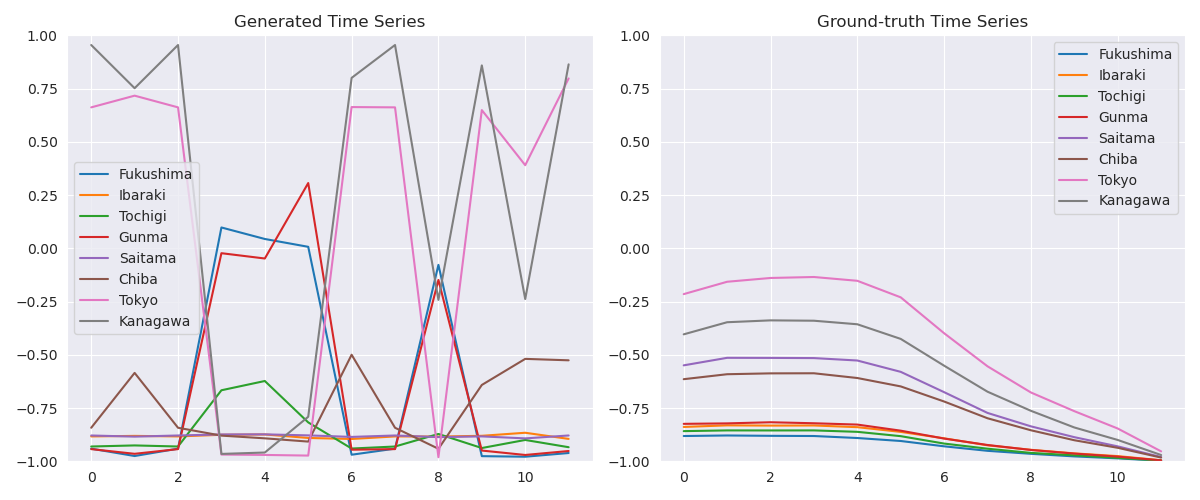 Generated Time Series
1.00
0.75
0.50
0.25
0.00
−0.25
−0.50
−0.75
−1.00
0 2 4 6 8 10
Fukushima
Ibaraki
Tochigi
Gunma
Saitama
Chiba
Tokyo
Kanagawa
Ground-truth Time Series
1.00
0.75
0.50
0.25
0.00
−0.25
−0.50
−0.75
−1.00
0 2 4 6 8 10
Fukushima
Ibaraki
Tochigi
Gunma
Saitama
Chiba
Tokyo
Kanagawa